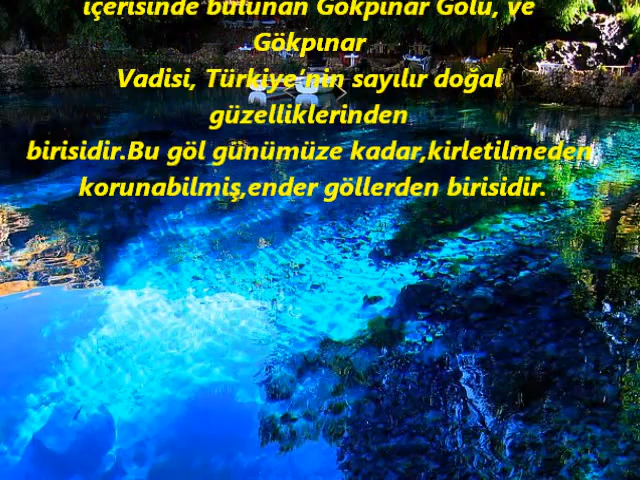 içerisinde bulunan Gökpınar Gölü, ve
Gökpınar
Vadisi, Türkiye'nin sayılır doğal
güzelliklerinden
birisidir.Bu göl günümüze kadar,kirletilmeden
korunabilmiş,ender göllerden birisidir.